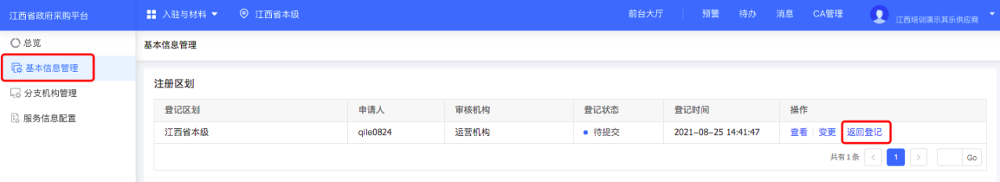 江西省政府采购平台 入驻与材料 江西省本级 前台大厅 预警 待办 消息 CA管理 江西培训演示其乐供应商
总览
基本信息管理
分支机构管理
服务信息配置
基本信息管理
注册区划
登记区划 申请人 审核机构 登记状态 登记时间 操作
江西省本级 qile0824 运营机构 待提交 2021-08-25 14:41:47 查看 变更 返回登记
共有1条 < 1 > Go